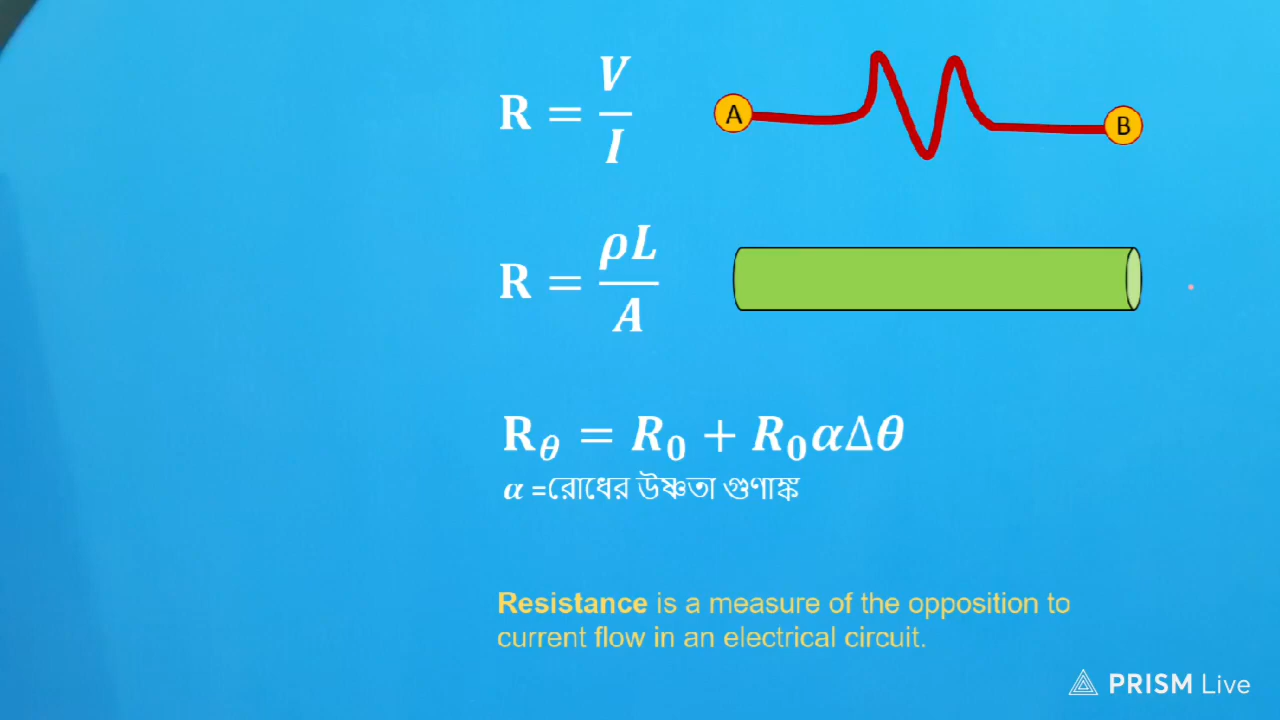 R = V/I
A
B
R = ρL/A
R_θ = R_0 + R_0αΔθ
α =রোধের উষ্ণতা গুণাঙ্ক
Resistance is a measure of the opposition to
current flow in an electrical circuit.
PRISM Live